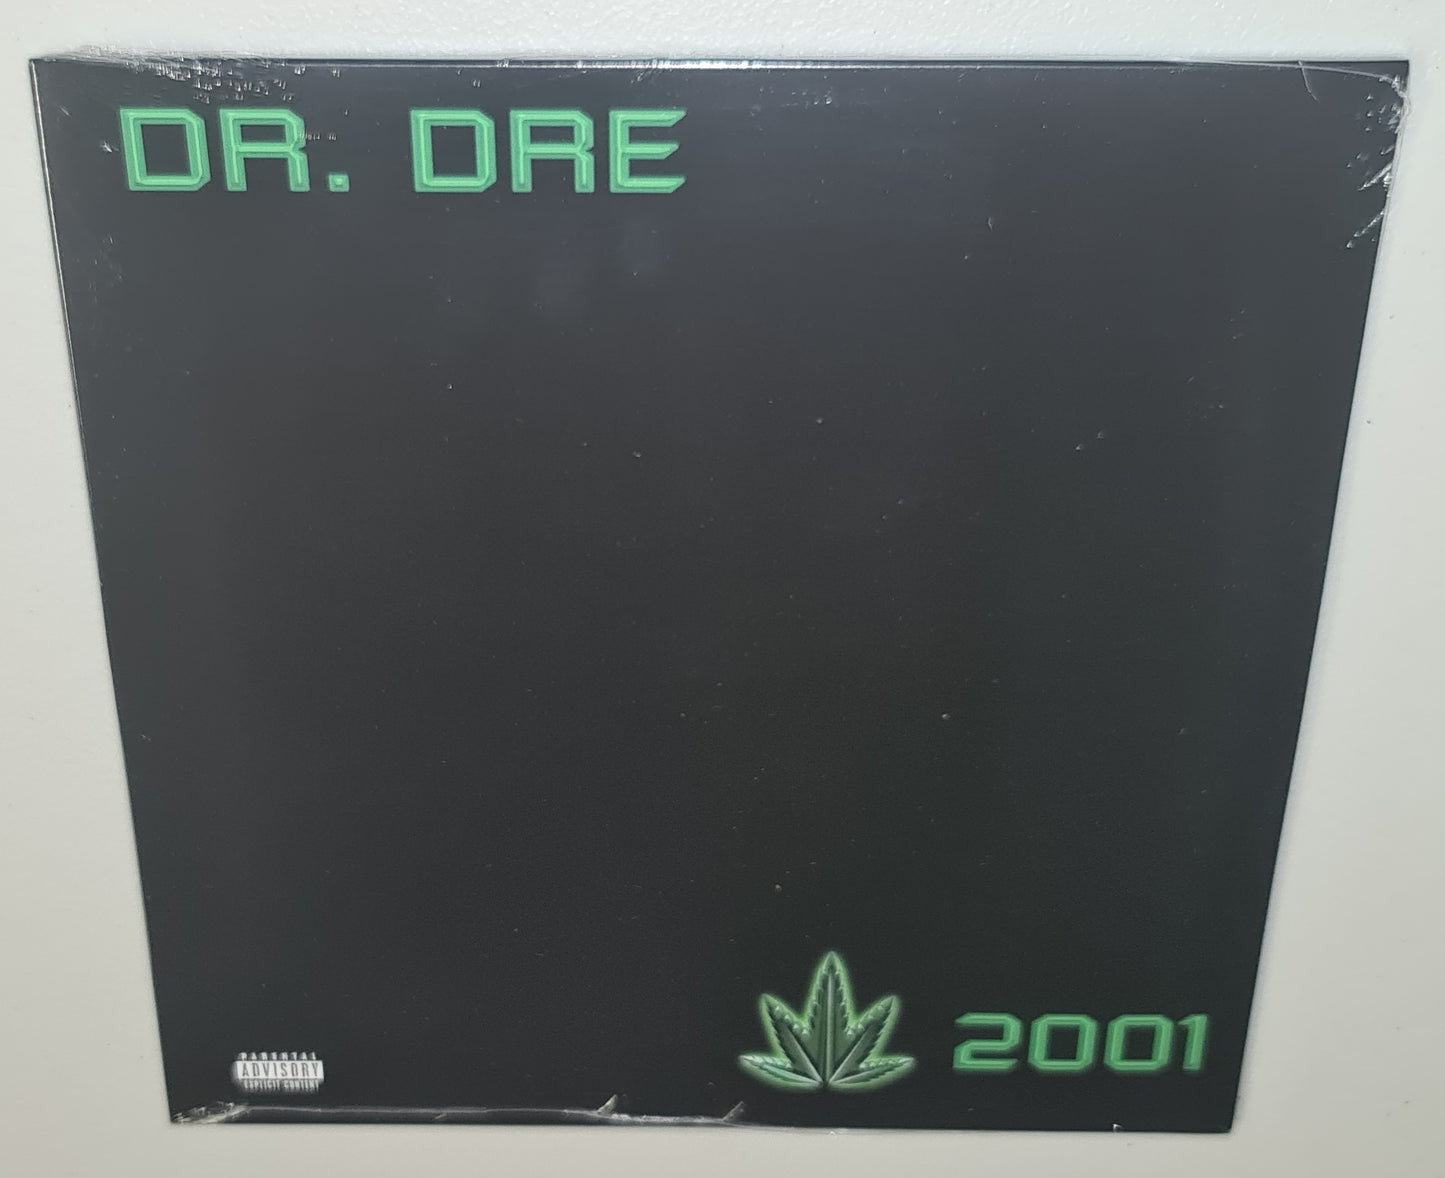 DR. DRE
2001
PARENTAL
ADVISORY
EXPLICIT CONTENT